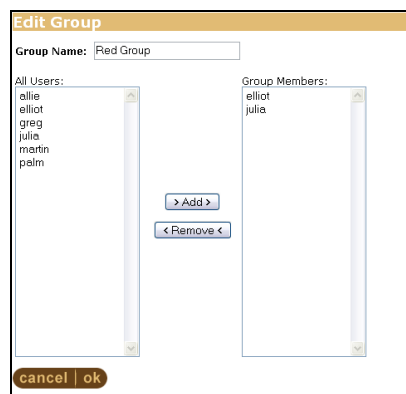 Edit Group
Group Name: Red Group
All Users:
allie
elliot
greg
julia
martin
palm
Group Members:
elliot
julia
> Add >
< Remove <
cancel | ok